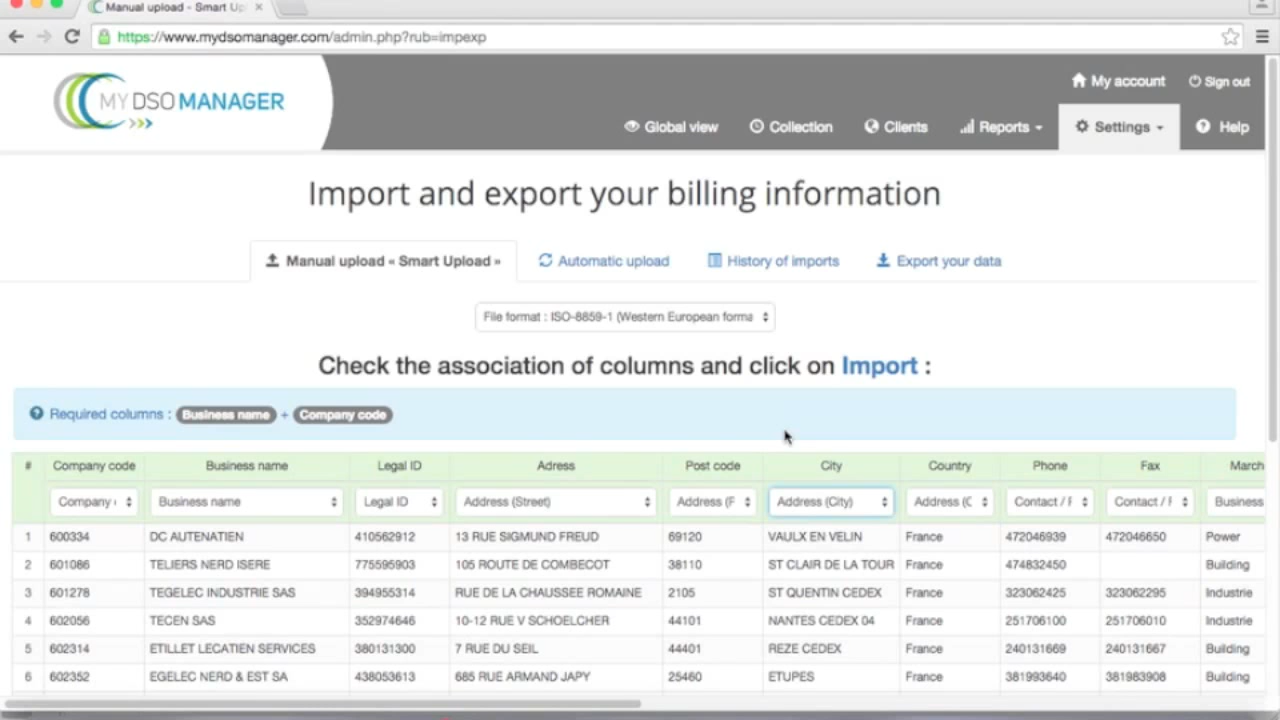 Manual upload - Smart Up
https://www.mydsomanager.com/admin.php?rub=impexp
MY DSO MANAGER
My account Sign out
Global view Collection Clients Reports Settings Help
Import and export your billing information
Manual upload « Smart Upload » Automatic upload History of imports Export your data
File format : ISO-8859-1 (Western European forma
Check the association of columns and click on Import :
Required columns : Business name + Company code
# Company code Business name Legal ID Adress Post code City Country Phone Fax March
Company Business name Legal ID Address (Street) Address (F Address (City) Address (C Contact / F Contact / F Business
1 600334 DC AUTENATIEN 410562912 13 RUE SIGMUND FREUD 69120 VAULX EN VELIN France 472046939 472046650 Power
2 601086 TELIERS NERD ISERE 775595903 105 ROUTE DE COMBECOT 38110 ST CLAIR DE LA TOUR France 474832450 Building
3 601278 TEGELEC INDUSTRIE SAS 394955314 RUE DE LA CHAUSSEE ROMAINE 2105 ST QUENTIN CEDEX France 323062425 323062295 Industrie
4 602056 TECEN SAS 352974646 10-12 RUE V SCHOELCHER 44101 NANTES CEDEX 04 France 251706100 251706010 Industrie
5 602314 ETILLET LECATIEN SERVICES 380131300 7 RUE DU SEIL 44401 REZE CEDEX France 240131669 240131667 Building
6 602352 EGELEC NERD & EST SA 438053613 685 RUE ARMAND JAPY 25460 ETUPES France 381993640 381983908 Building